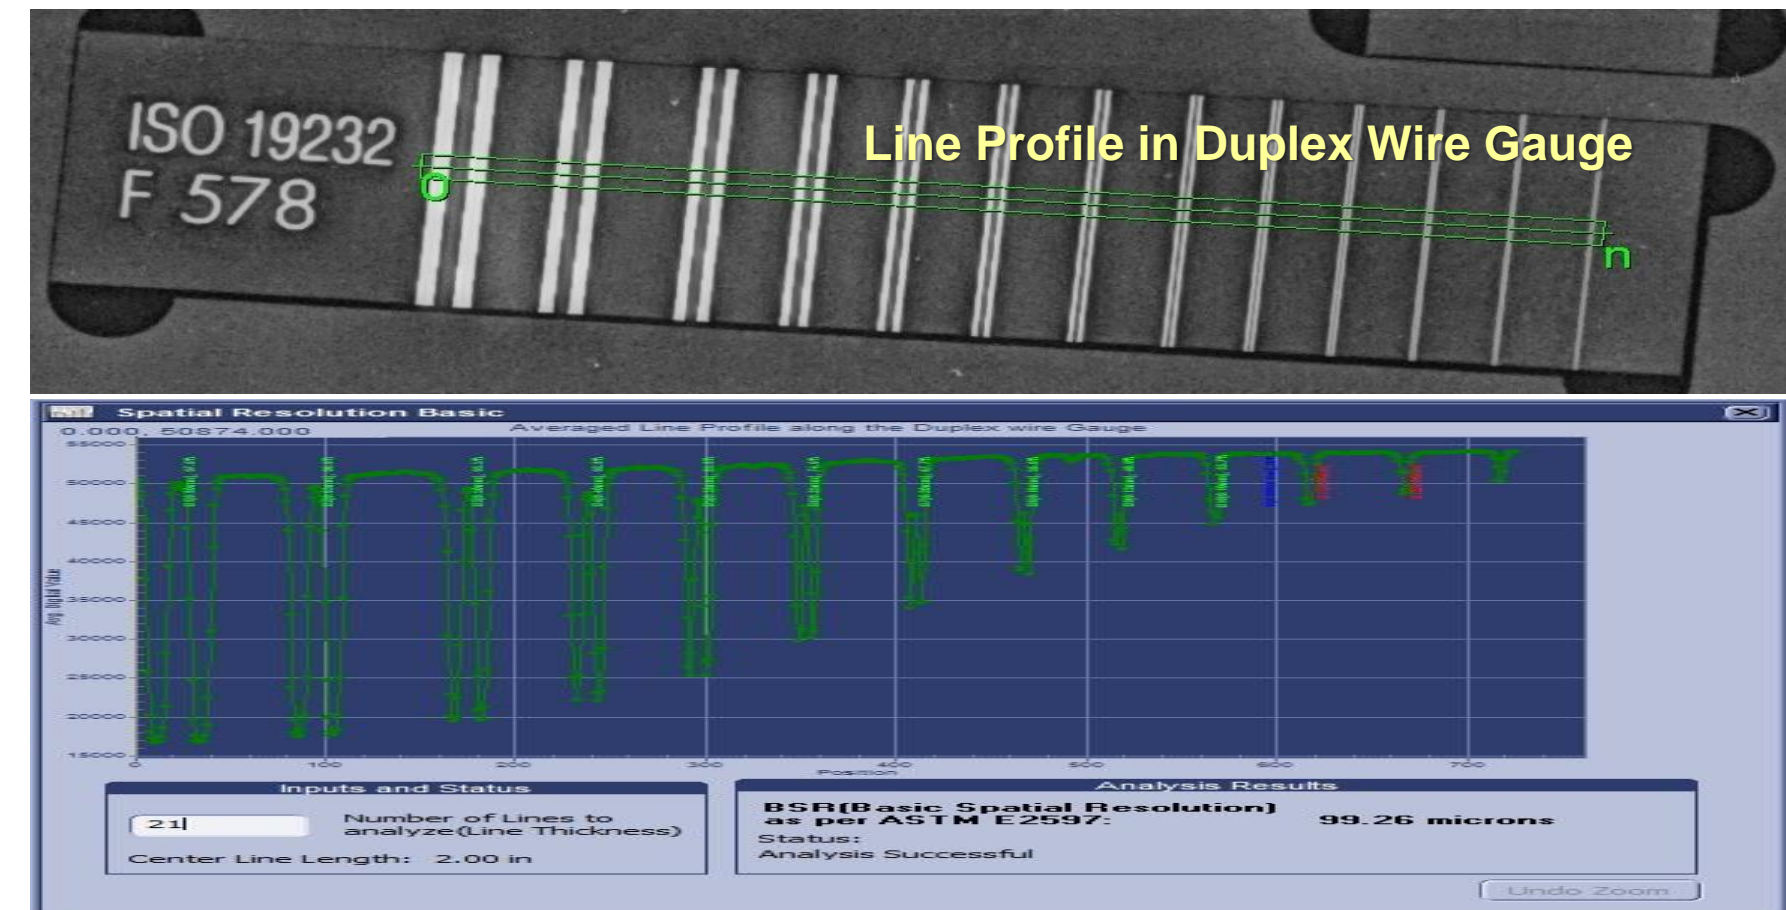 ISO 19232
F 578
Line Profile in Duplex Wire Gauge
0
n
Spatial Resolution Basic
0.000, 50874.000
Averaged Line Profile along the Duplex wire Gauge
55000
50000
45000
40000
35000
30000
25000
20000
15000
Avg. Digital Value
0 100 200 300 400 500 600 700
Position
Inputs and Status
21
Number of Lines to
analyze(Line Thickness)
Center Line Length: 2.00 in
Analysis Results
BSR(Basic Spatial Resolution)
as per ASTM E2597: 99.26 microns
Status:
Analysis Successful
Undo Zoom